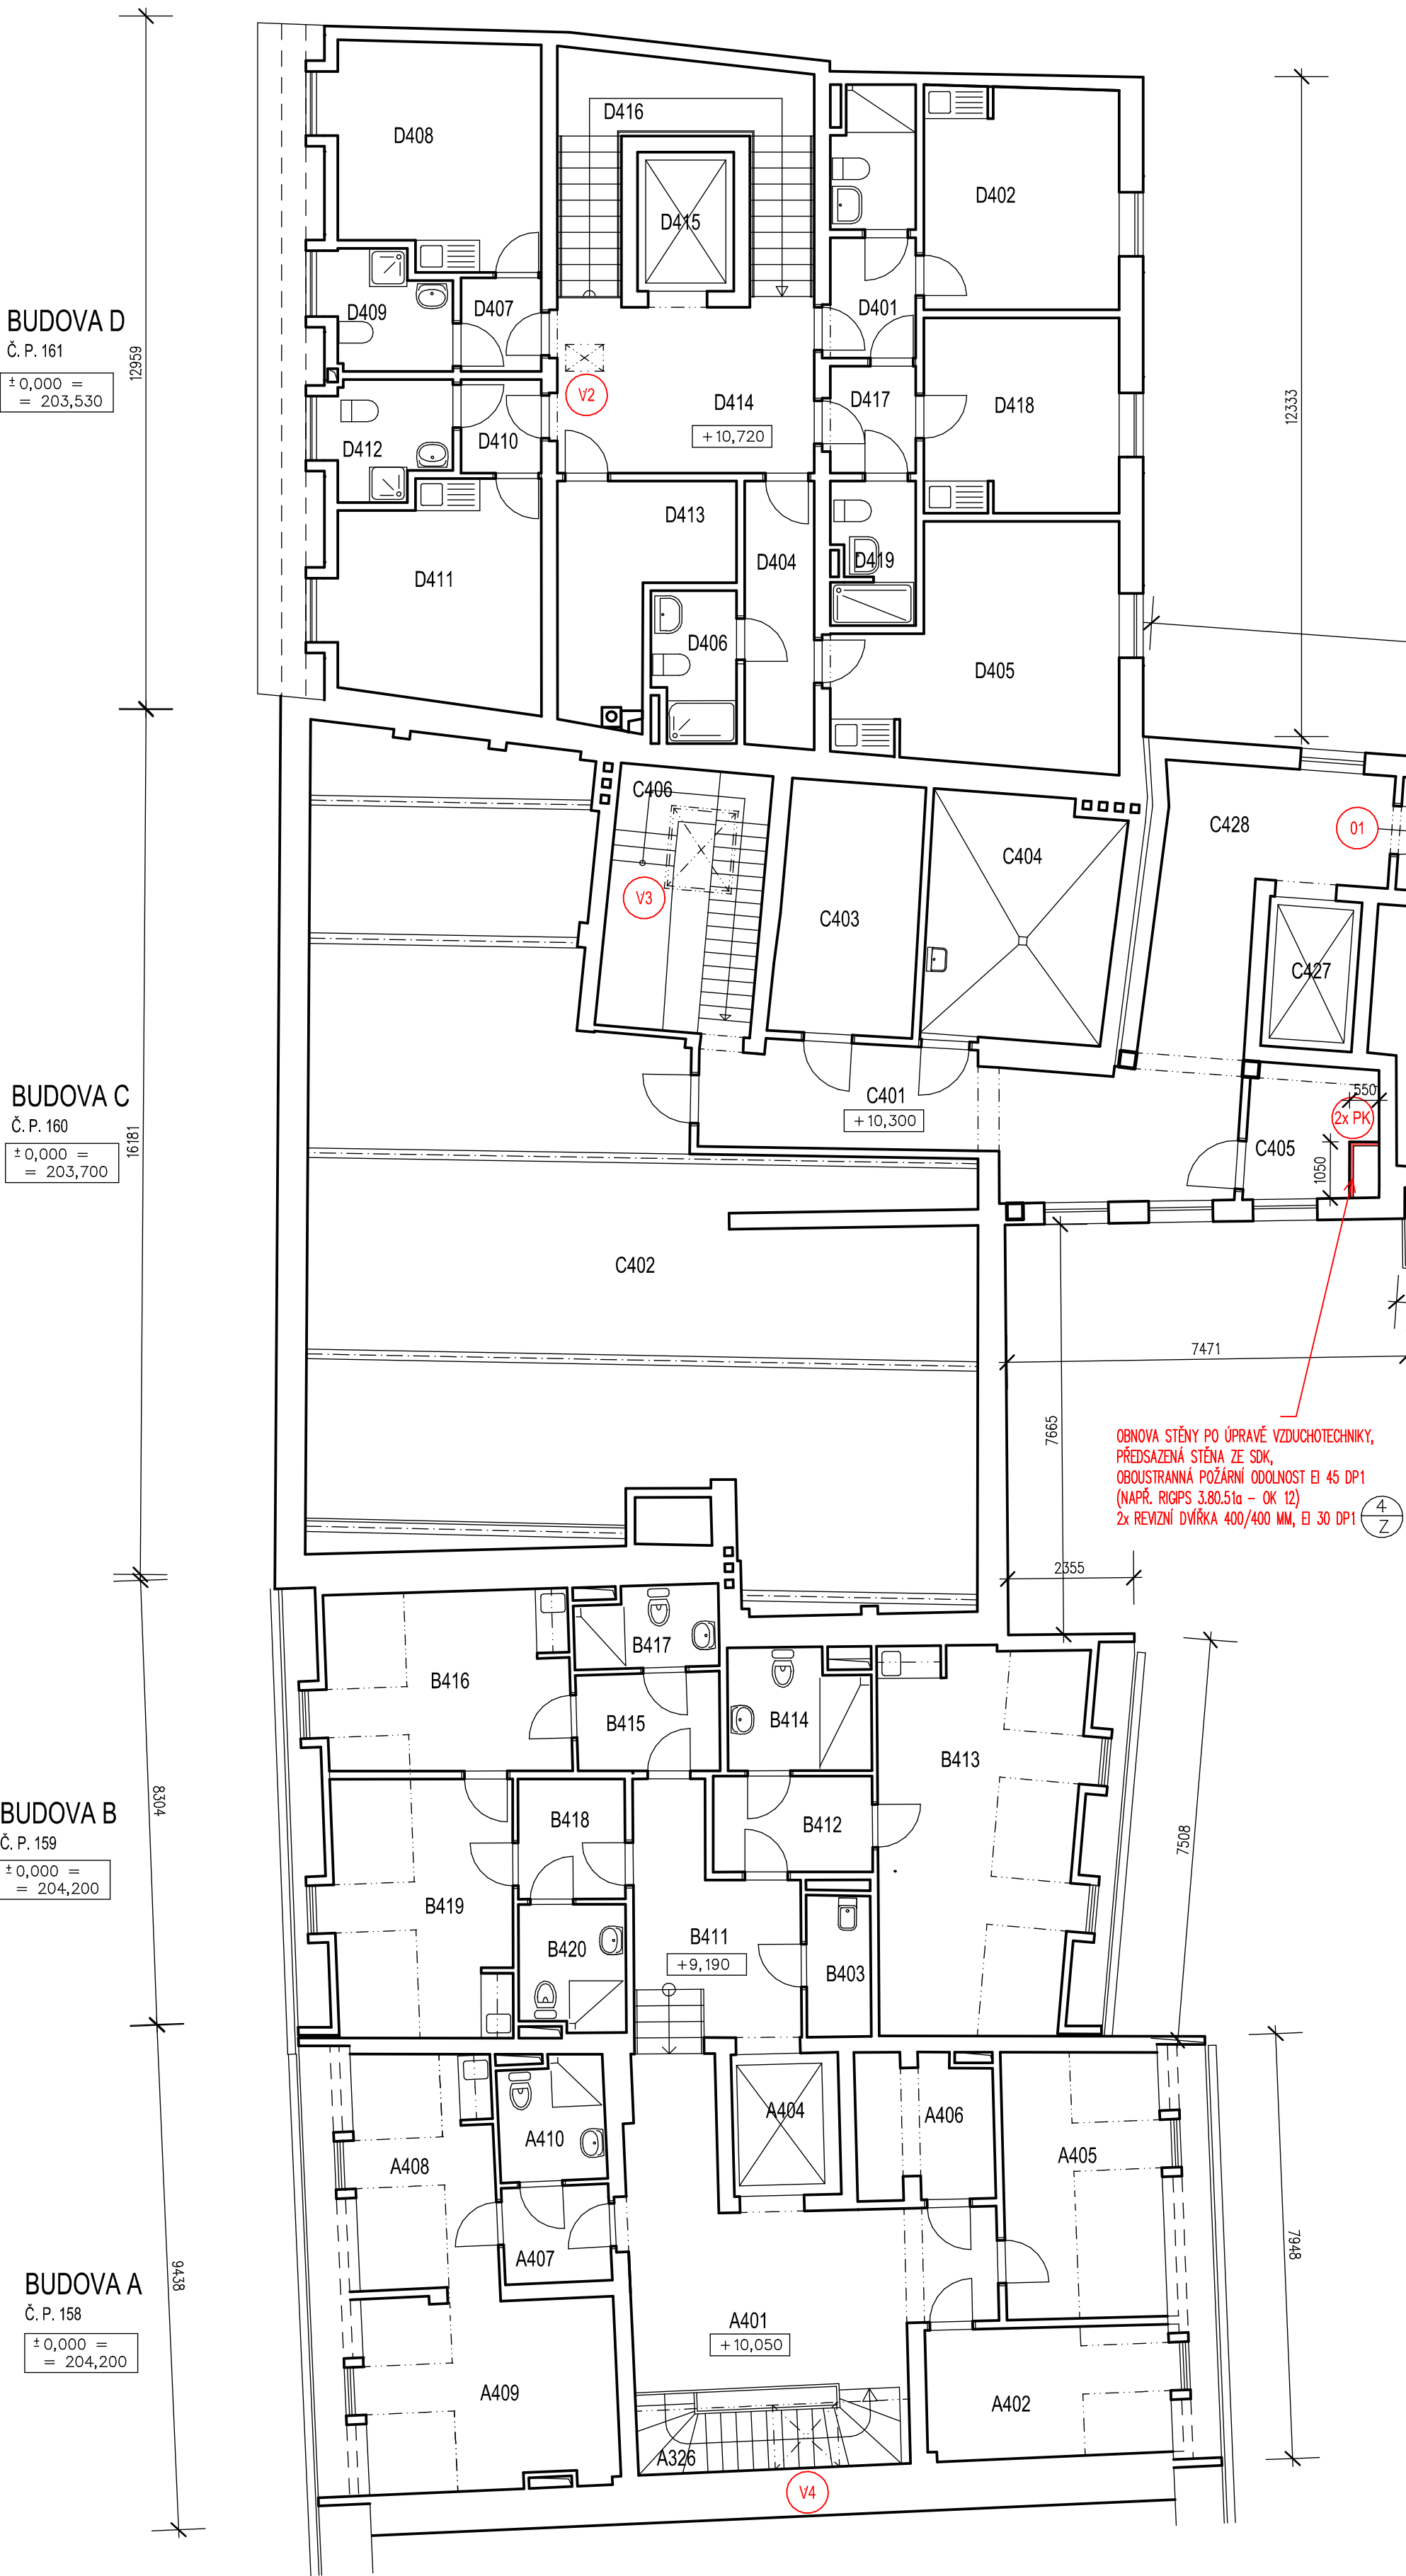 D416
D408
D402
D415
D409
D407
D401
BUDOVA D
Č. P. 161
±0,000 =
= 203,530
12959
12333
V2
D414
+10,720
D417
D418
D412
D410
D413
D404
D419
D411
D406
D405
C406
C428
01
C404
V3
C403
C427
BUDOVA C
Č. P. 160
±0,000 =
= 203,700
16181
C401
+10,300
550
2x PK
C405
1050
C402
7471
7665
OBNOVA STĚNY PO ÚPRAVĚ VZDUCHOTECHNIKY,
PŘEDSAZENÁ STĚNA ZE SDK,
OBOUSTRANNÁ POŽÁRNÍ ODOLNOST EI 45 DP1
(NAPŘ. RIGIPS 3.80.51a – OK 12)
2x REVIZNÍ DVÍŘKA 400/400 MM, EI 30 DP1
4
Z
2355
B417
B416
B415
B414
B413
BUDOVA B
Č. P. 159
±0,000 =
= 204,200
8304
7508
B418
B412
B419
B420
B411
+9,190
B403
A404
A406
A410
A408
A405
A407
BUDOVA A
Č. P. 158
±0,000 =
= 204,200
9438
7948
A401
+10,050
A409
A402
A326
V4